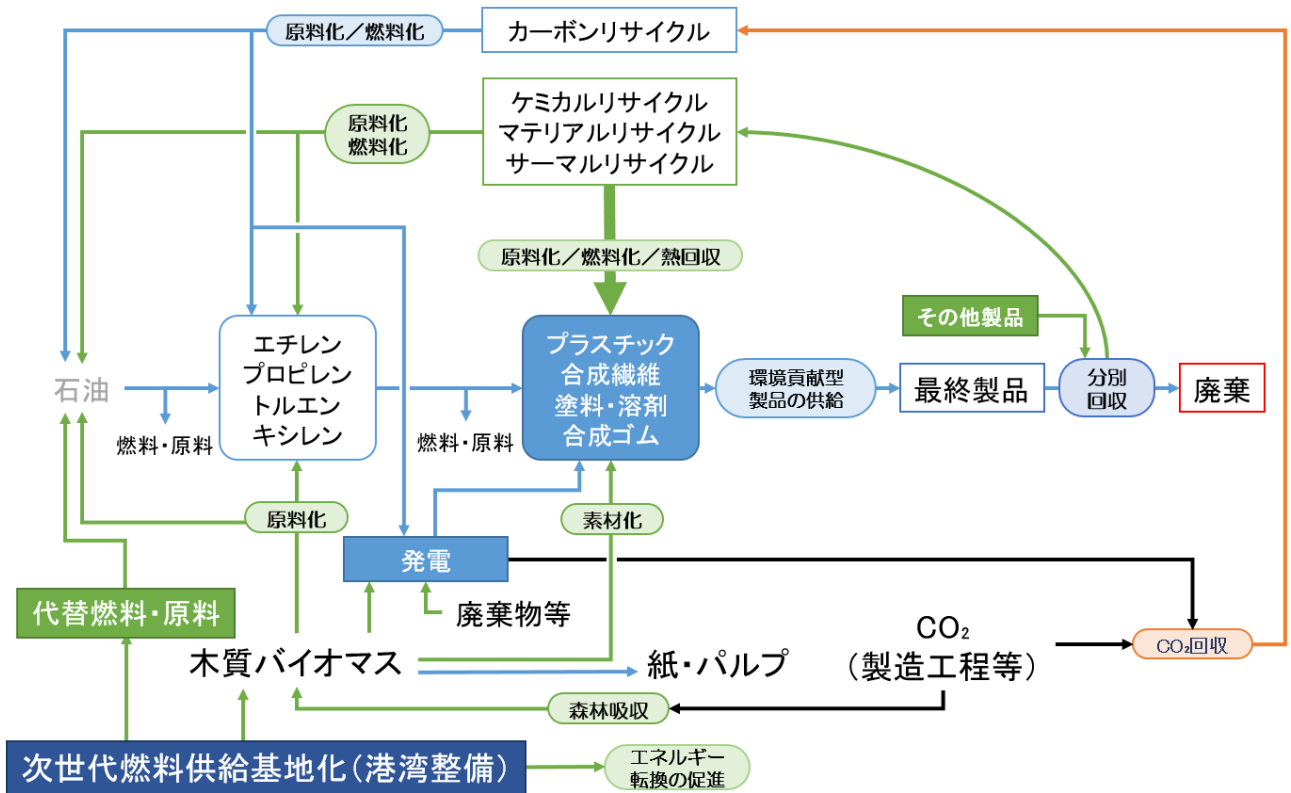 原料化／燃料化
カーボンリサイクル
ケミカルリサイクル
マテリアルリサイクル
サーマルリサイクル
原料化
燃料化
原料化／燃料化／熱回収
その他製品
石油
燃料・原料
エチレン
プロピレン
トルエン
キシレン
燃料・原料
プラスチック
合成繊維
塗料・溶剤
合成ゴム
環境貢献型
製品の供給
最終製品
分別
回収
廃棄
原料化
素材化
発電
廃棄物等
代替燃料・原料
木質バイオマス
紙・パルプ
CO₂
（製造工程等）
CO₂回収
森林吸収
次世代燃料供給基地化（港湾整備）
エネルギー
転換の促進